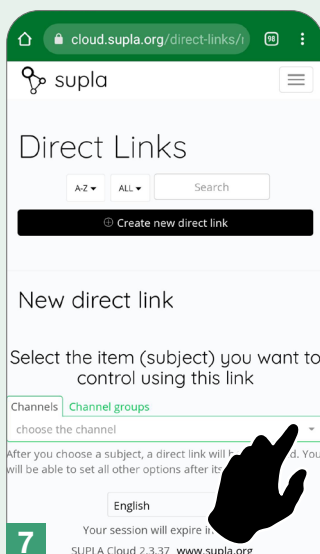 cloud.supla.org/direct-links/ 98
supla
Direct Links
A-Z ALL Search
Create new direct link
New direct link
Select the item (subject) you want to
control using this link
Channels Channel groups
choose the channel
After you choose a subject, a direct link will d. You
will be able to set all other options after its
English
Your session will expire in
7
SUPLA Cloud 2.3.37 www.supla.org